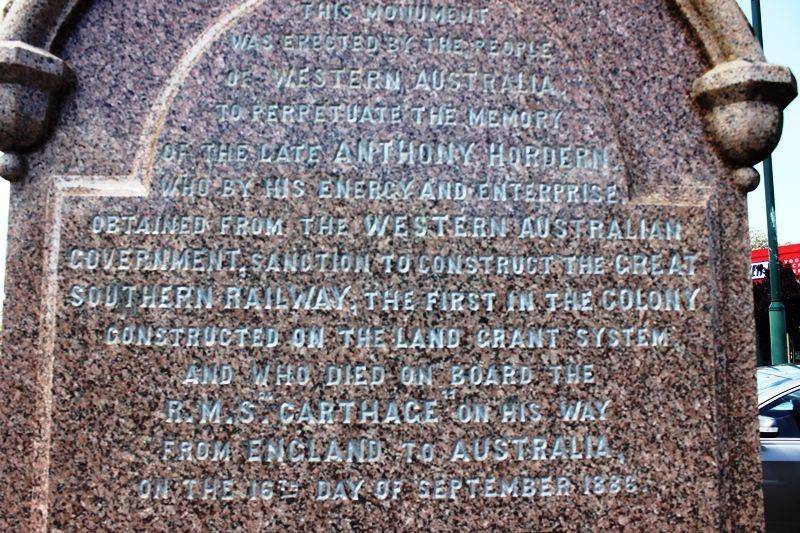 THIS MONUMENT
WAS ERECTED BY THE PEOPLE
OF WESTERN AUSTRALIA,
TO PERPETUATE THE MEMORY
OF THE LATE ANTHONY HORDERN
WHO BY HIS ENERGY AND ENTERPRISE
OBTAINED FROM THE WESTERN AUSTRALIAN
GOVERNMENT, SANCTION TO CONSTRUCT THE GREAT
SOUTHERN RAILWAY, THE FIRST IN THE COLONY
CONSTRUCTED ON THE LAND GRANT SYSTEM,
AND WHO DIED ON BOARD THE
R.M.S "CARTHAGE" ON HIS WAY
FROM ENGLAND TO AUSTRALIA,
ON THE 16TH DAY OF SEPTEMBER 1886